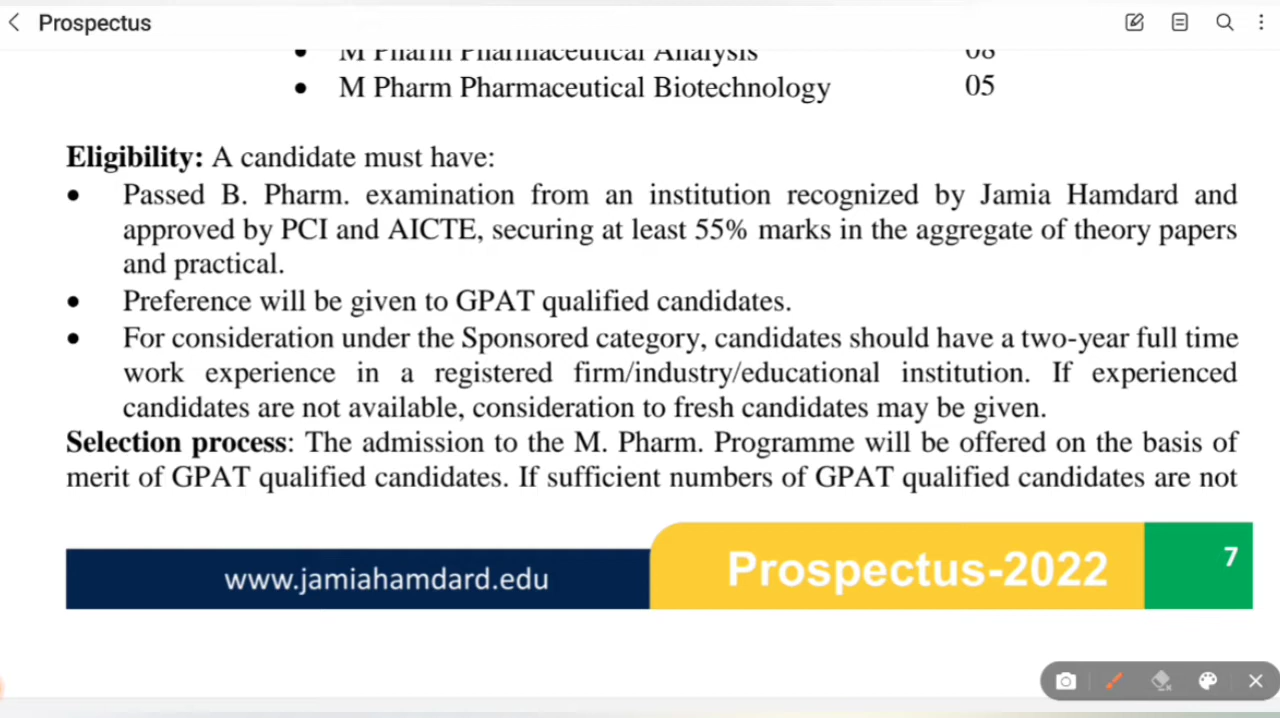 Prospectus
• M Pharm Pharmaceutical Analysis 08
• M Pharm Pharmaceutical Biotechnology 05
Eligibility: A candidate must have:
• Passed B. Pharm. examination from an institution recognized by Jamia Hamdard and
approved by PCI and AICTE, securing at least 55% marks in the aggregate of theory papers
and practical.
• Preference will be given to GPAT qualified candidates.
• For consideration under the Sponsored category, candidates should have a two-year full time
work experience in a registered firm/industry/educational institution. If experienced
candidates are not available, consideration to fresh candidates may be given.
Selection process: The admission to the M. Pharm. Programme will be offered on the basis of
merit of GPAT qualified candidates. If sufficient numbers of GPAT qualified candidates are not
www.jamiahamdard.edu Prospectus-2022 7